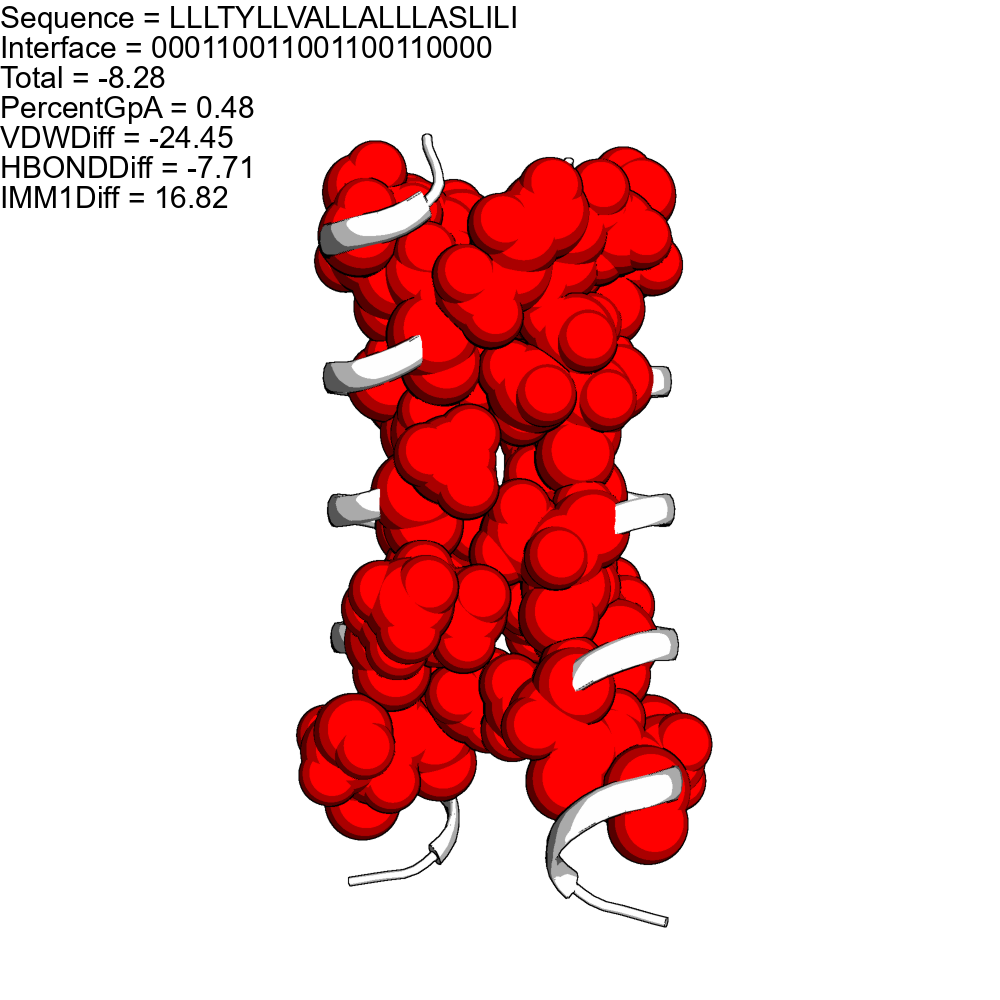 Sequence = LLLTYLLVALLALLLASLILI
Interface = 000110011001100110000
Total = -8.28
PercentGpA = 0.48
VDWDiff = -24.45
HBONDDiff = -7.71
IMM1Diff = 16.82